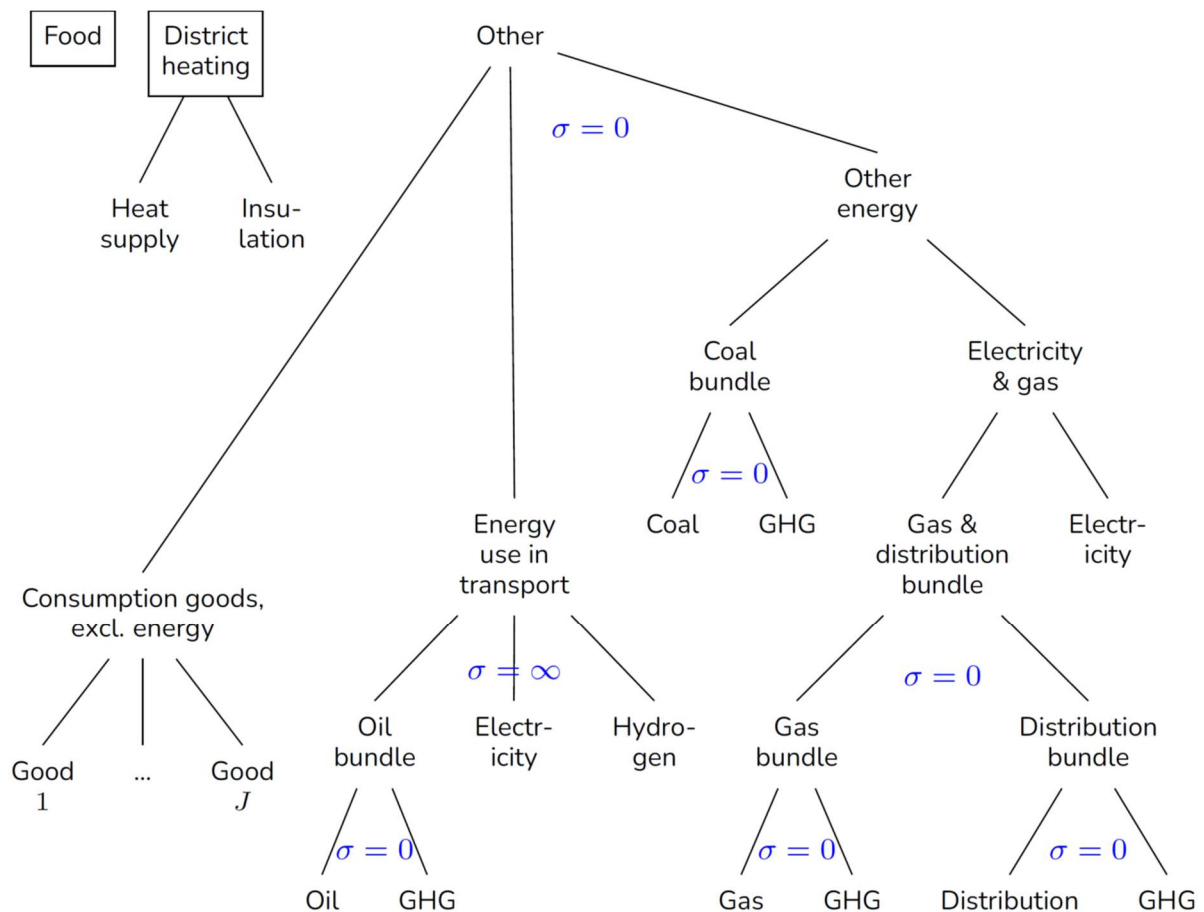 Food
District
heating
Other
σ = 0
Heat
supply
Insu-
lation
Other
energy
Coal
bundle
Electricity
& gas
σ = 0
Coal
GHG
Energy
use in
transport
Gas &
distribution
bundle
Electr-
icity
Consumption goods,
excl. energy
σ = ∞
σ = 0
Good
1
...
Good
J
Oil
bundle
Electr-
icity
Hydro-
gen
Gas
bundle
Distribution
bundle
σ = 0
σ = 0
σ = 0
Oil
GHG
Gas
GHG
Distribution
GHG